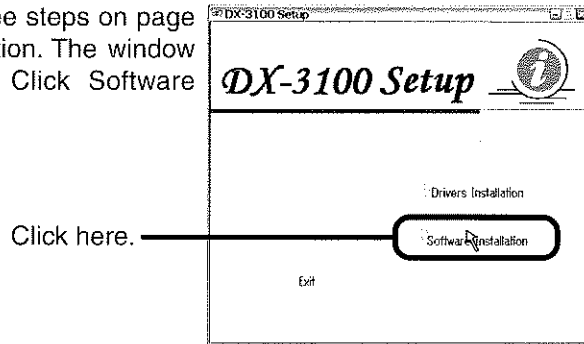 ee steps on page
tion. The window
Click Software
DX-3100 Setup
DX-3100 Setup
Drivers Installation
Click here.
Software Installation
Exit